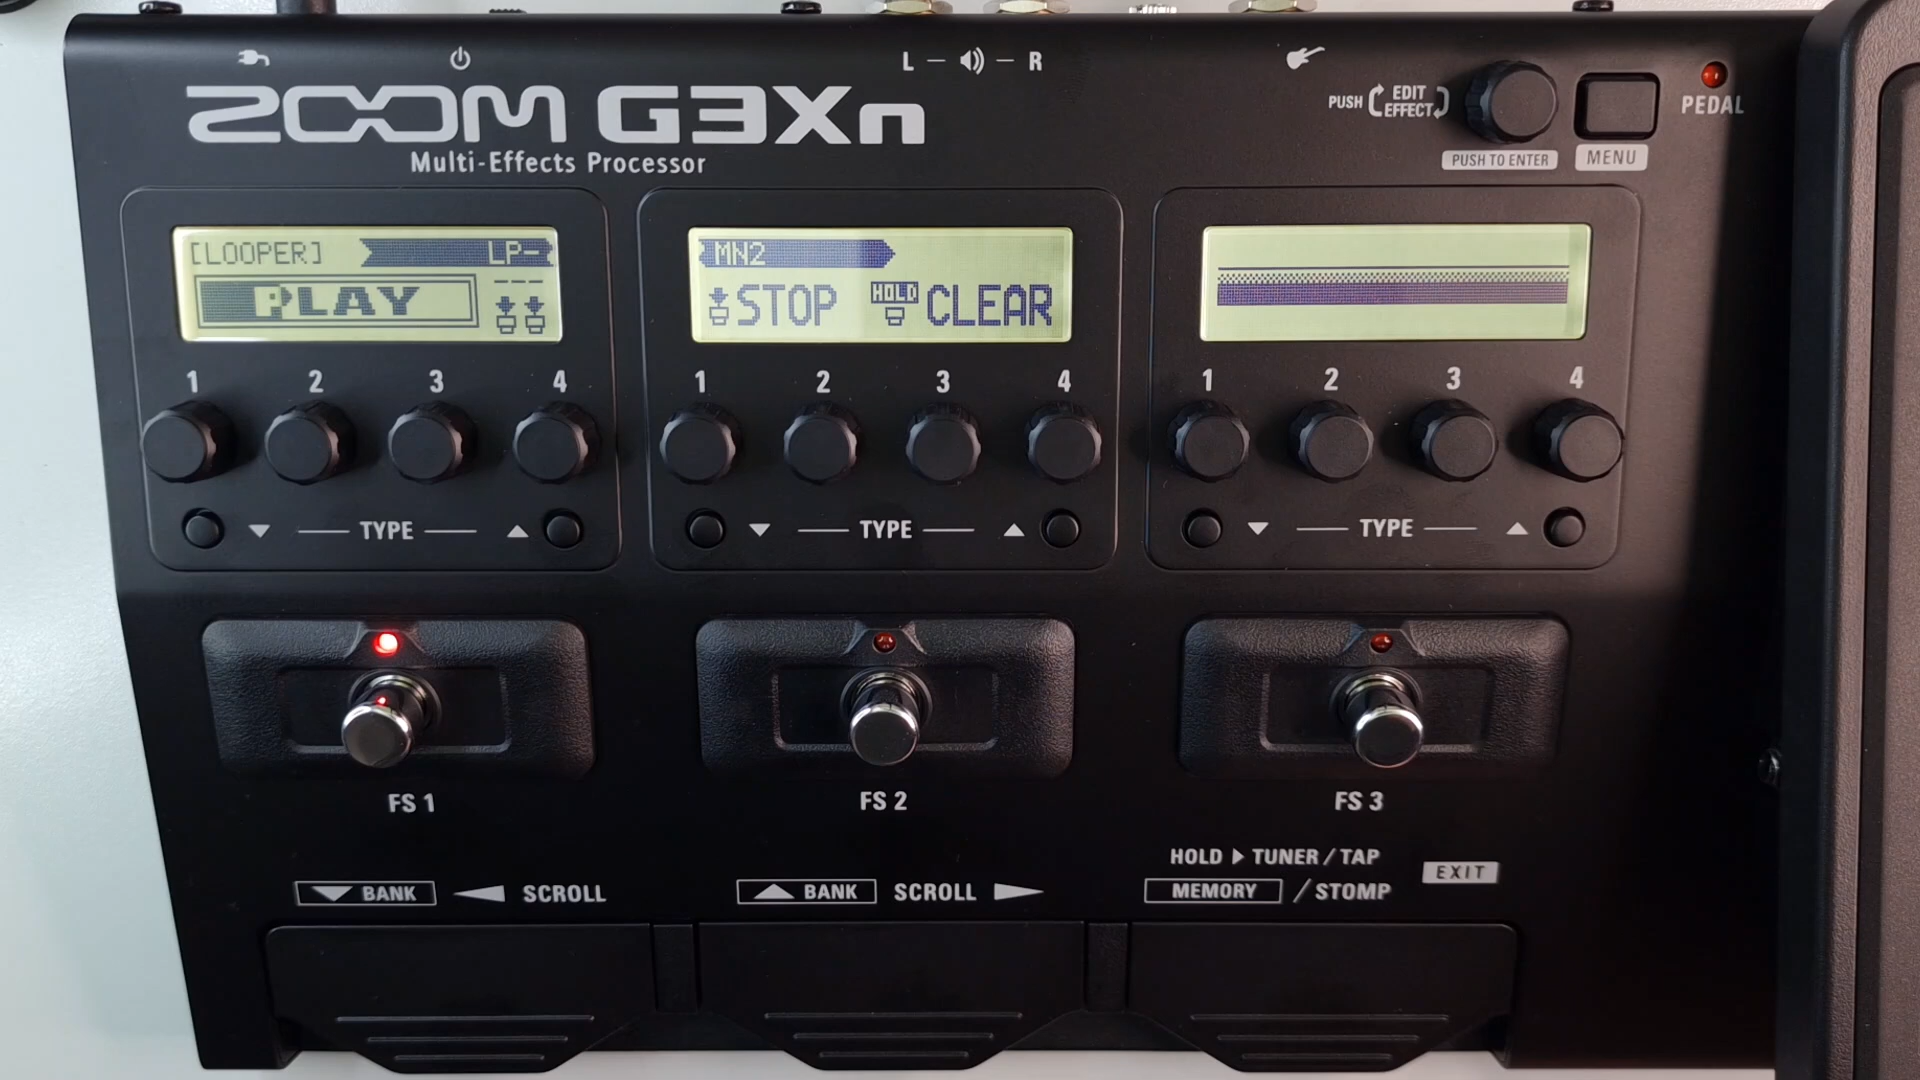 L — — R
ZOOM G3Xn
Multi-Effects Processor
PUSH EDIT EFFECT
PUSH TO ENTER
MENU
PEDAL
[LOOPER] LP-
PLAY
MN2
STOP HOLD CLEAR
1 2 3 4
1 2 3 4
1 2 3 4
TYPE
TYPE
TYPE
FS 1
FS 2
FS 3
BANK SCROLL
BANK SCROLL
HOLD TUNER / TAP
MEMORY / STOMP
EXIT